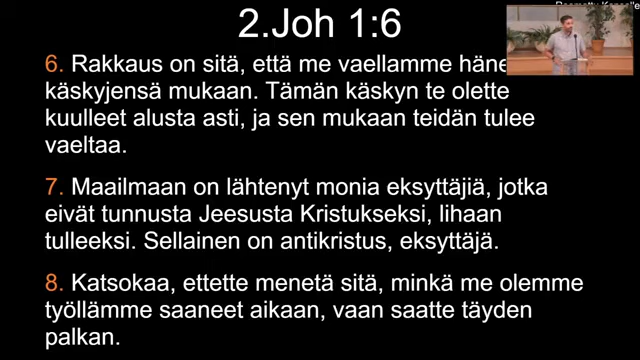 2.Joh 1:6
6. Rakkaus on sitä, että me vaellamme
käskyjensä mukaan. Tämän käskyn te olette
kuulleet alusta asti, ja sen mukaan teidän tulee
vaeltaa.
7. Maailmaan on lähtenyt monia eksyttäjiä, jotka
eivät tunnusta Jeesusta Kristukseksi, lihaan
tulleeksi. Sellainen on antikristus, eksyttäjä.
8. Katsokaa, ettette menetä sitä, minkä me olemme
työllämme saaneet aikaan, vaan saatte täyden
palkan.